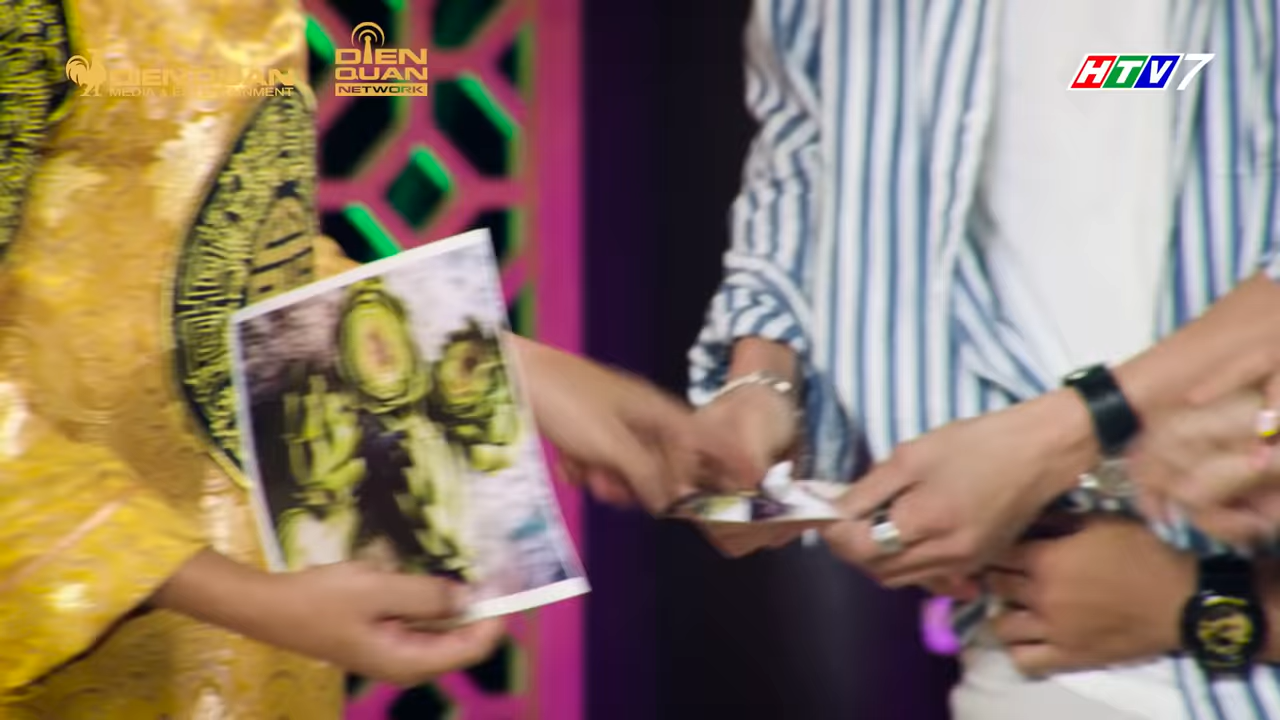 DIEN QUAN
MEDIA & ENTERTAINMENT
DIEN
QUAN
NETWORK
HTV7